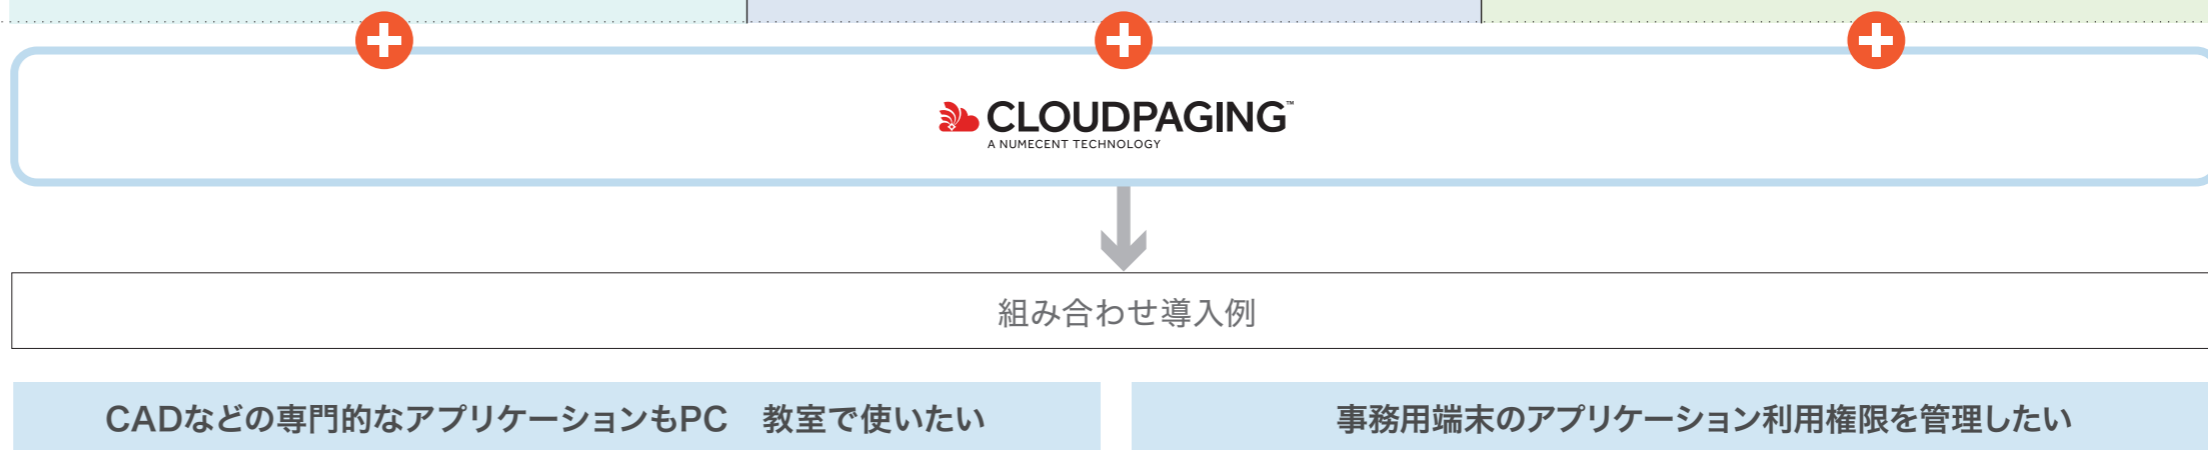 CLOUDPAGING™
A NUMECENT TECHNOLOGY
組み合わせ導入例
CADなどの専門的なアプリケーションもPC　教室で使いたい
事務用端末のアプリケーション利用権限を管理したい